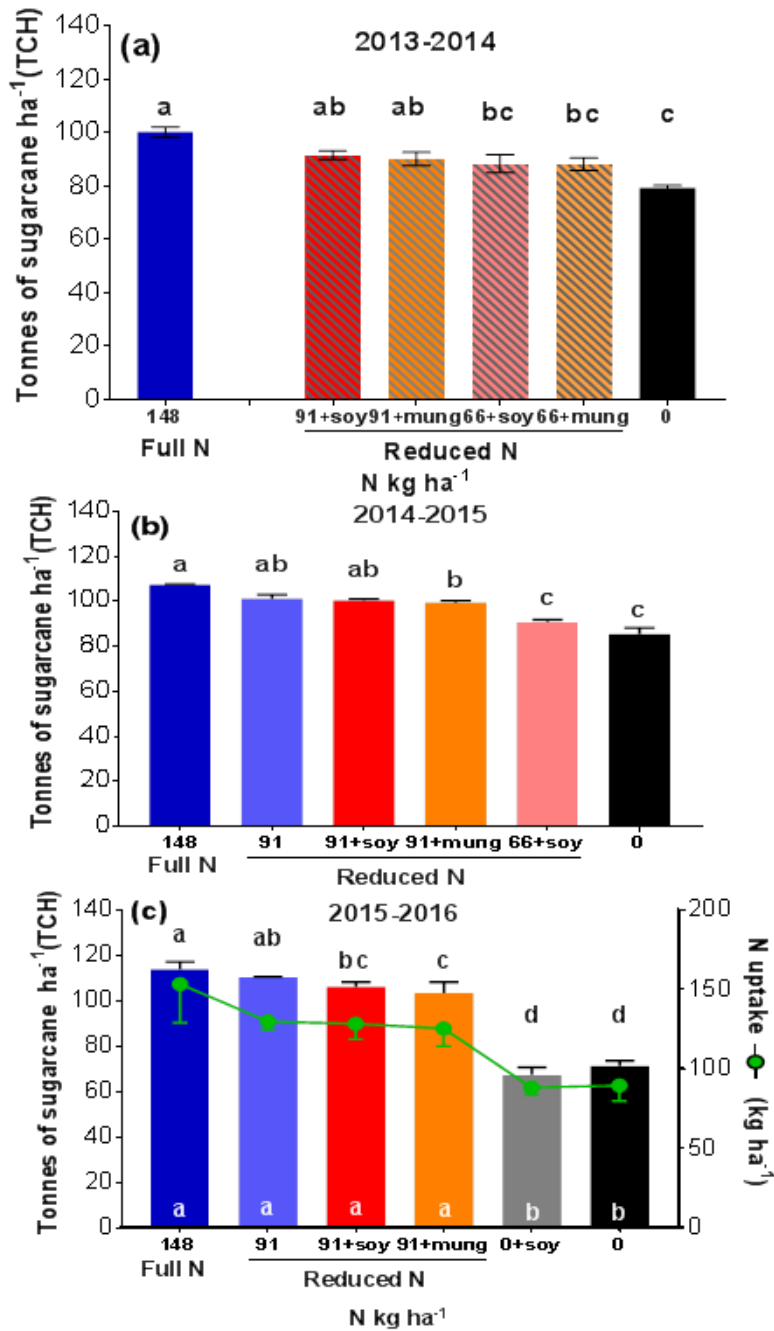 (a)
2013-2014
Tonnes of sugarcane ha⁻¹(TCH)
140
120
100
80
60
40
20
0
a
ab
ab
bc
bc
c
148
91+soy
91+mung
66+soy
66+mung
0
Full N
Reduced N
N kg ha⁻¹
(b)
2014-2015
Tonnes of sugarcane ha⁻¹(TCH)
140
120
100
80
60
40
20
0
a
ab
ab
b
c
c
148
91
91+soy
91+mung
66+soy
0
Full N
Reduced N
(c)
2015-2016
Tonnes of sugarcane ha⁻¹(TCH)
140
120
100
80
60
40
20
0
a
ab
bc
c
d
d
a
a
a
a
b
b
200
150
100
50
0
N uptake
(kg ha⁻¹)
148
91
91+soy
91+mung
0+soy
0
Full N
Reduced N
N kg ha⁻¹